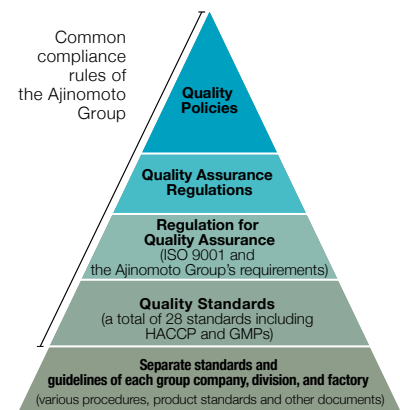 Common
compliance
rules of
the Ajinomoto
Group
Quality
Policies
Quality Assurance
Regulations
Regulation for
Quality Assurance
(ISO 9001 and
the Ajinomoto Group's requirements)
Quality Standards
(a total of 28 standards including
HACCP and GMPs)
Separate standards and
guidelines of each group company, division, and factory
(various procedures, product standards and other documents)